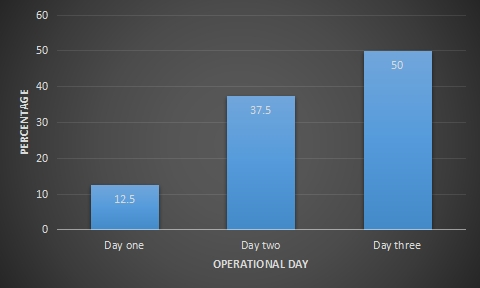 60
50
40
30
20
10
0
PERCENTAGE
12.5
37.5
50
Day one
Day two
Day three
OPERATIONAL DAY